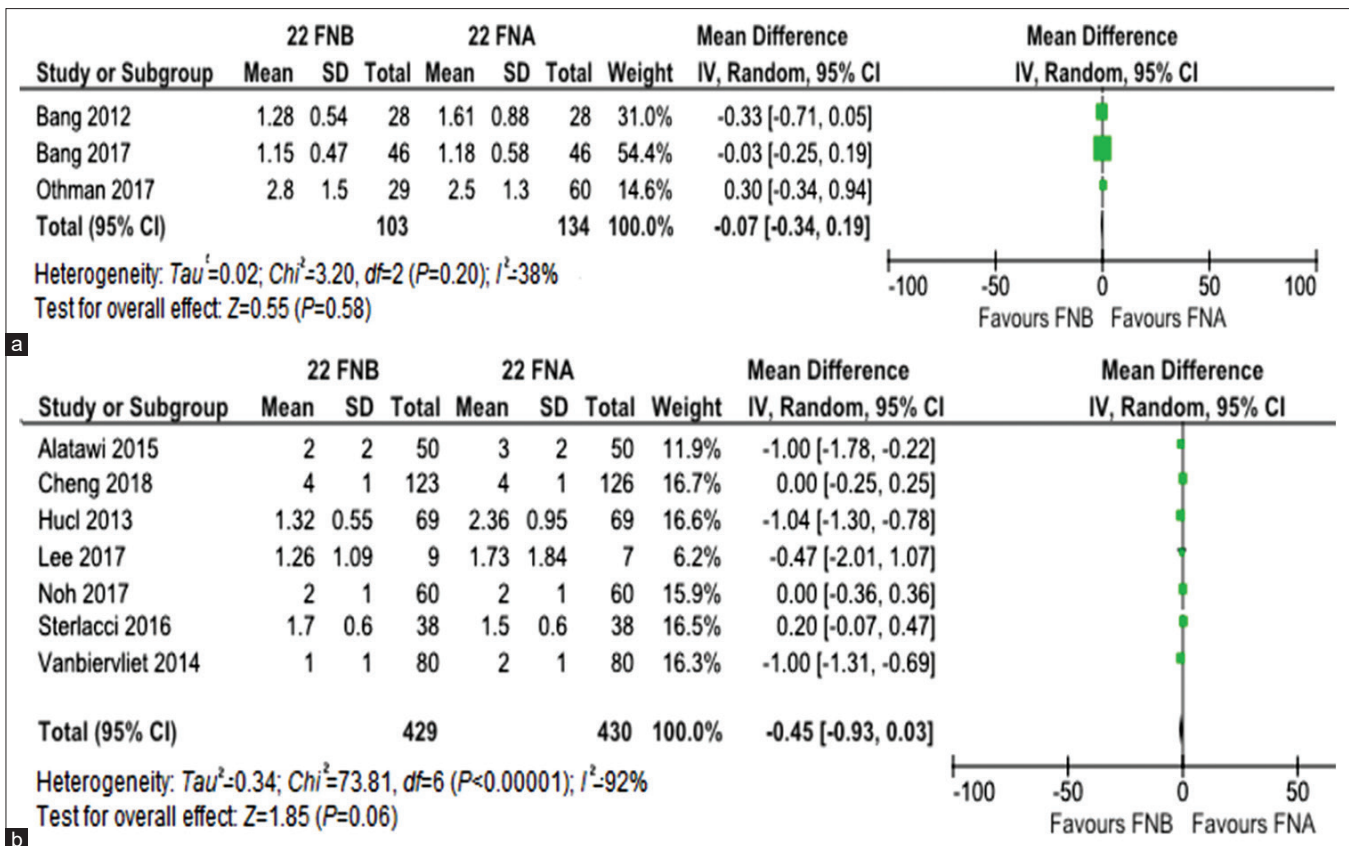 22 FNB 22 FNA Mean Difference Mean Difference
Study or Subgroup Mean SD Total Mean SD Total Weight IV, Random, 95% CI IV, Random, 95% CI
Bang 2012 1.28 0.54 28 1.61 0.88 28 31.0% -0.33 [-0.71, 0.05]
Bang 2017 1.15 0.47 46 1.18 0.58 46 54.4% -0.03 [-0.25, 0.19]
Othman 2017 2.8 1.5 29 2.5 1.3 60 14.6% 0.30 [-0.34, 0.94]
Total (95% CI) 103 134 100.0% -0.07 [-0.34, 0.19]
Heterogeneity: Tau²=0.02; Chi²=3.20, df=2 (P=0.20); I²=38%
Test for overall effect: Z=0.55 (P=0.58)
-100 -50 0 50 100
Favours FNB Favours FNA
a
22 FNB 22 FNA Mean Difference Mean Difference
Study or Subgroup Mean SD Total Mean SD Total Weight IV, Random, 95% CI IV, Random, 95% CI
Alatawi 2015 2 2 50 3 2 50 11.9% -1.00 [-1.78, -0.22]
Cheng 2018 4 1 123 4 1 126 16.7% 0.00 [-0.25, 0.25]
Hucl 2013 1.32 0.55 69 2.36 0.95 69 16.6% -1.04 [-1.30, -0.78]
Lee 2017 1.26 1.09 9 1.73 1.84 7 6.2% -0.47 [-2.01, 1.07]
Noh 2017 2 1 60 2 1 60 15.9% 0.00 [-0.36, 0.36]
Sterlacci 2016 1.7 0.6 38 1.5 0.6 38 16.5% 0.20 [-0.07, 0.47]
Vanbiervliet 2014 1 1 80 2 1 80 16.3% -1.00 [-1.31, -0.69]
Total (95% CI) 429 430 100.0% -0.45 [-0.93, 0.03]
Heterogeneity: Tau²=0.34; Chi²=73.81, df=6 (P<0.00001); I²=92%
Test for overall effect: Z=1.85 (P=0.06)
-100 -50 0 50
Favours FNB Favours FNA
b